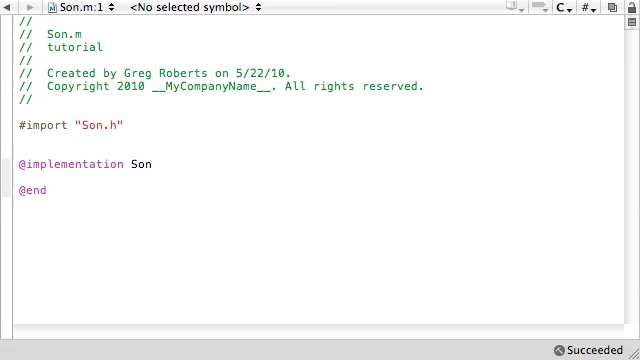 Son.m:1 <No selected symbol> C #
//
// Son.m
// tutorial
//
// Created by Greg Roberts on 5/22/10.
// Copyright 2010 __MyCompanyName__. All rights reserved.
//
#import "Son.h"
@implementation Son
@end
Succeeded